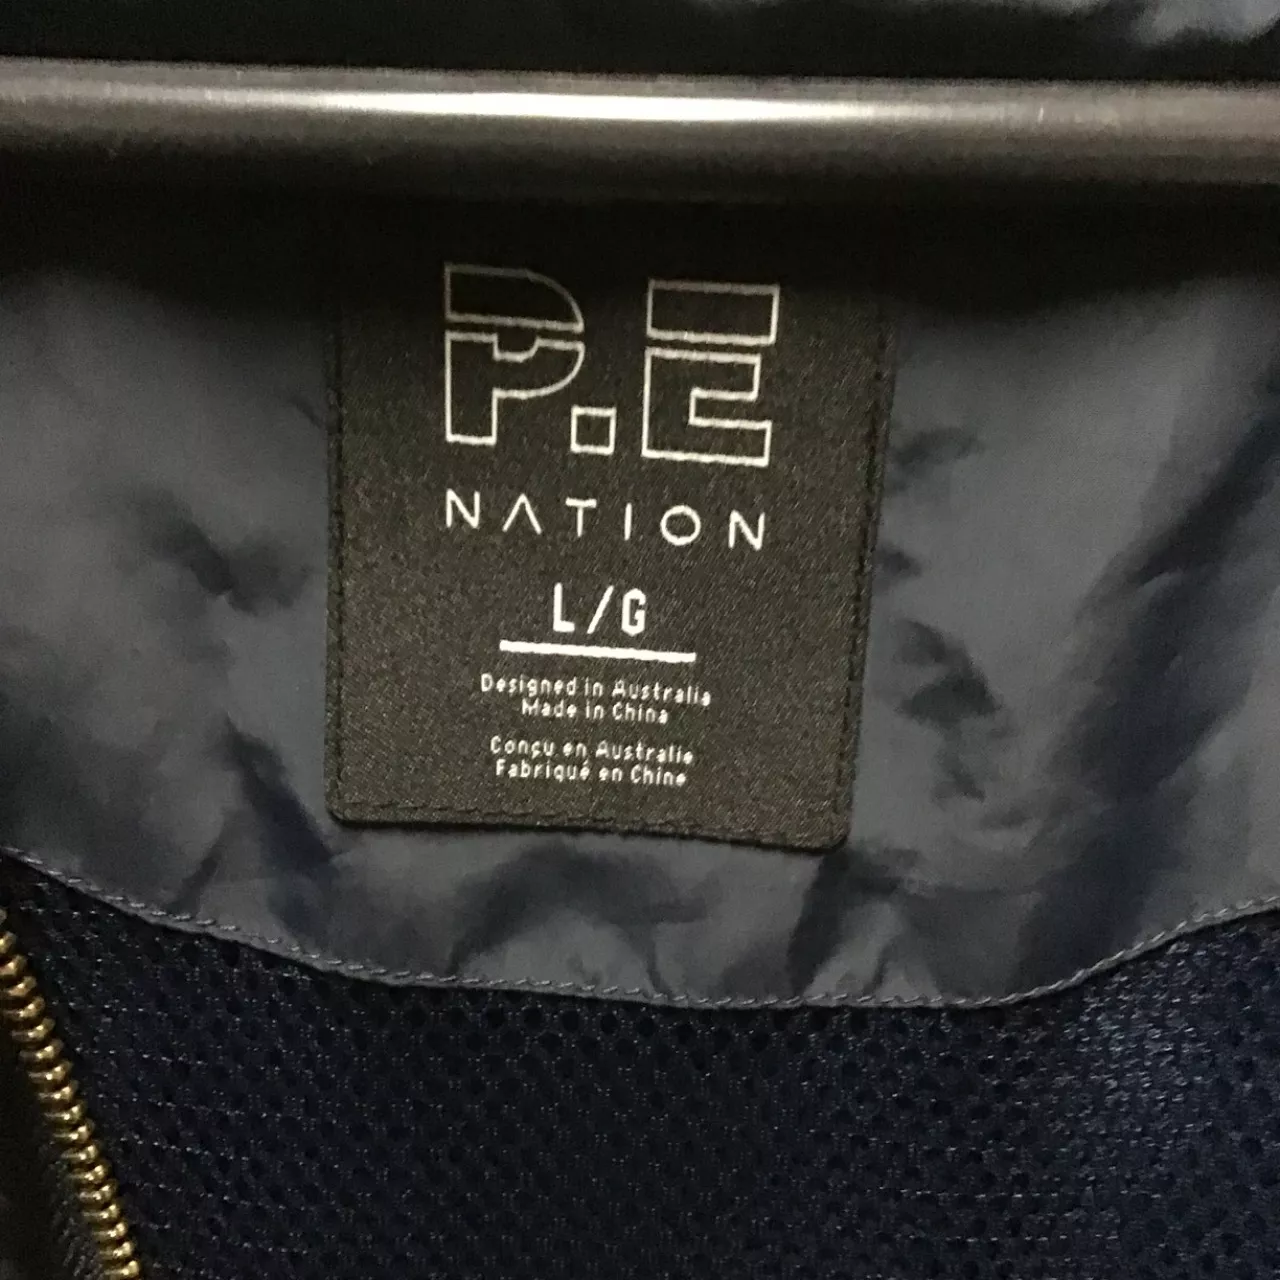 P.E
NATION
L/G
Designed in Australia
Made in China
Conçu en Australie
Fabriqué en Chine